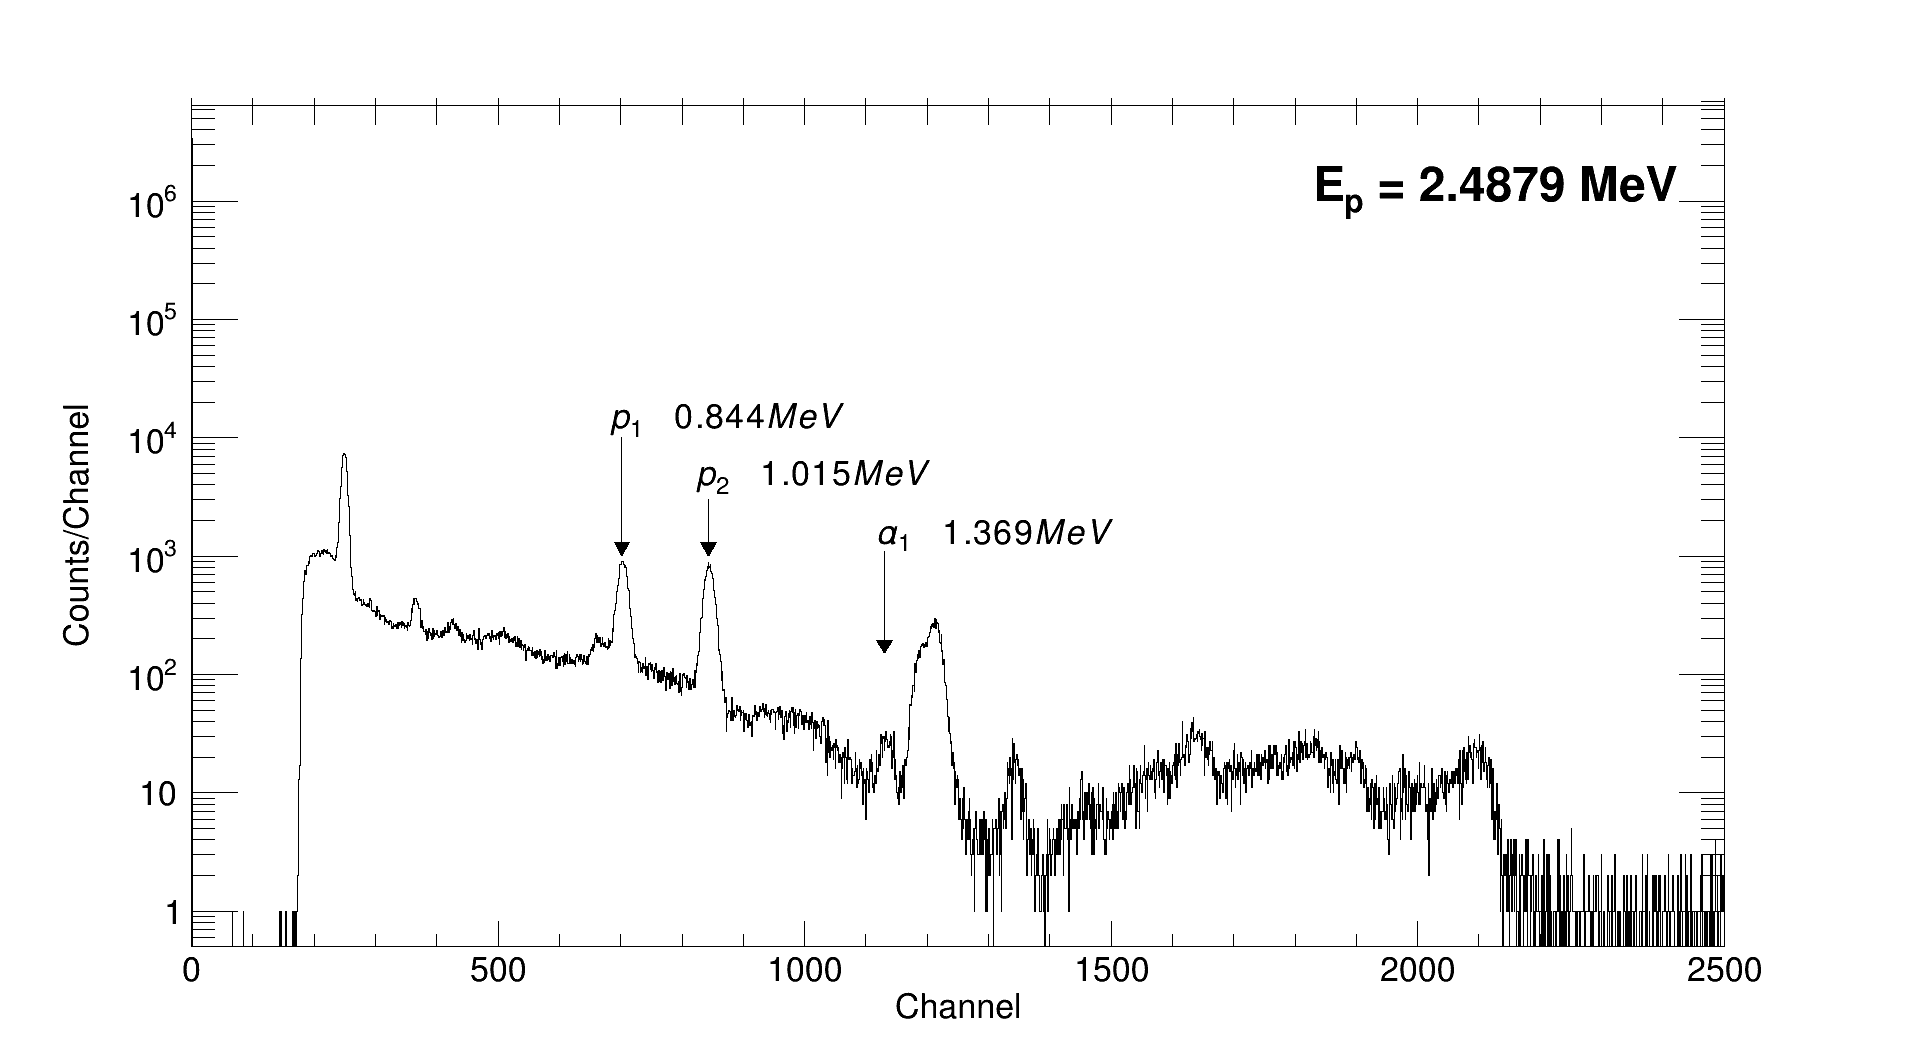 E_p = 2.4879 MeV
10^6
10^5
10^4
10^3
10^2
10
1
Counts/Channel
p_1 0.844MeV
p_2 1.015MeV
α_1 1.369MeV
0 500 1000 1500 2000 2500
Channel